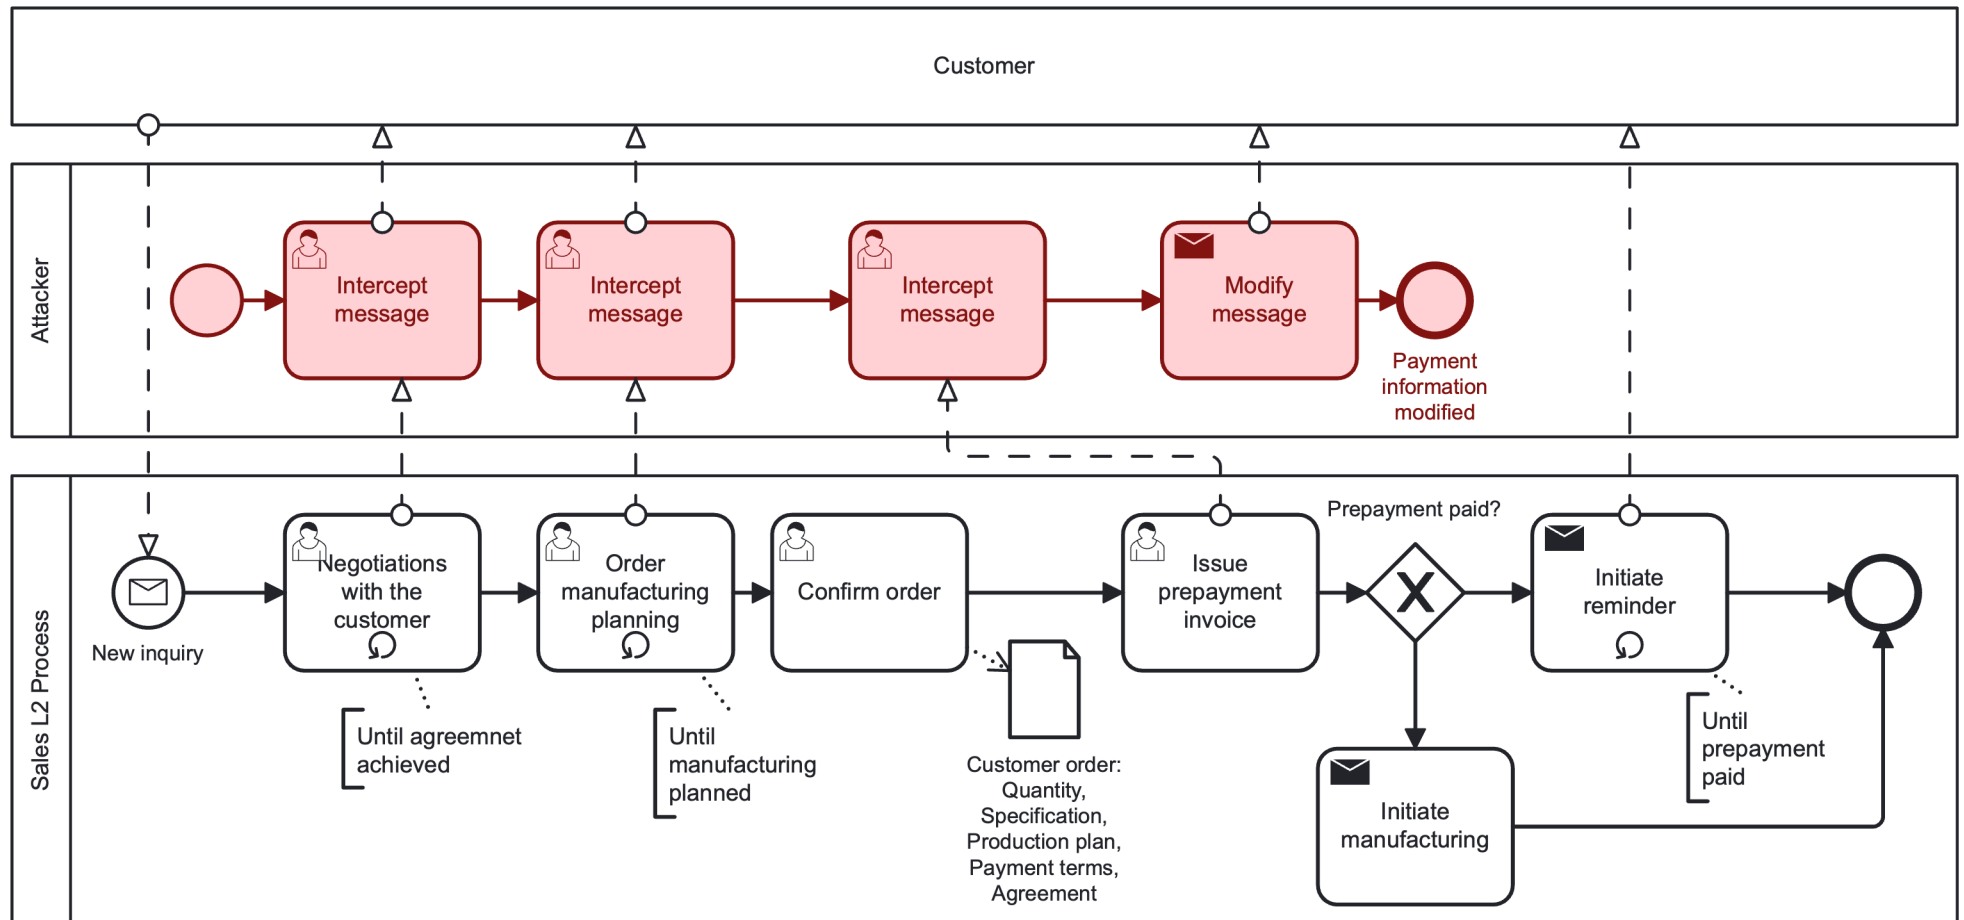 Customer
Attacker
Intercept
message
Intercept
message
Intercept
message
Modify
message
Payment
information
modified
Sales L2 Process
New inquiry
Negotiations
with the
customer
Until agreemnet
achieved
Order
manufacturing
planning
Until
manufacturing
planned
Confirm order
Customer order:
Quantity,
Specification,
Production plan,
Payment terms,
Agreement
Issue
prepayment
invoice
Prepayment paid?
Initiate
manufacturing
Initiate
reminder
Until
prepayment
paid